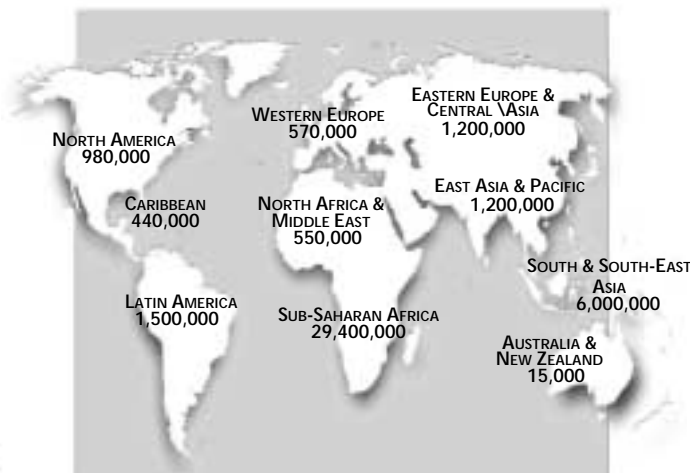 EASTERN EUROPE &
CENTRAL \ASIA
1,200,000
WESTERN EUROPE
570,000
NORTH AMERICA
980,000
EAST ASIA & PACIFIC
1,200,000
CARIBBEAN
440,000
NORTH AFRICA &
MIDDLE EAST
550,000
SOUTH & SOUTH-EAST
ASIA
6,000,000
LATIN AMERICA
1,500,000
SUB-SAHARAN AFRICA
29,400,000
AUSTRALIA &
NEW ZEALAND
15,000